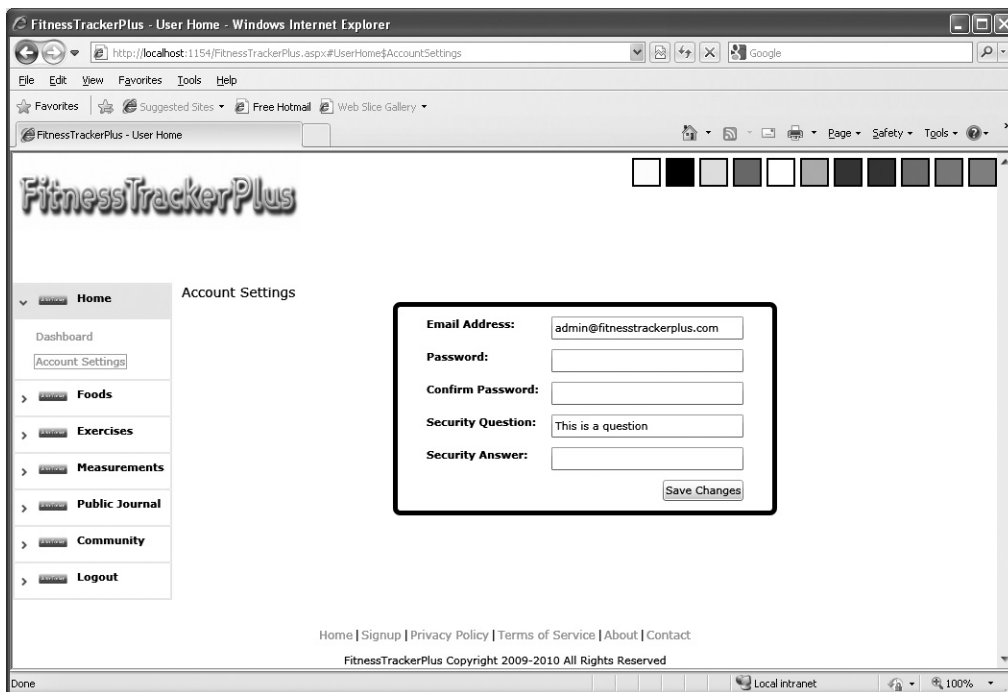 FitnessTrackerPlus - User Home - Windows Internet Explorer
http://localhost:1154/FitnessTrackerPlus.aspx#UserHome$AccountSettings
Google
File Edit View Favorites Tools Help
Favorites Suggested Sites Free Hotmail Web Slice Gallery
FitnessTrackerPlus - User Home
Page Safety Tools
FitnessTrackerPlus
Home
Dashboard
Account Settings
Foods
Exercises
Measurements
Public Journal
Community
Logout
Account Settings
Email Address: admin@fitnesstrackerplus.com
Password:
Confirm Password:
Security Question: This is a question
Security Answer:
Save Changes
Home | Signup | Privacy Policy | Terms of Service | About | Contact
FitnessTrackerPlus Copyright 2009-2010 All Rights Reserved
Done Local intranet 100%